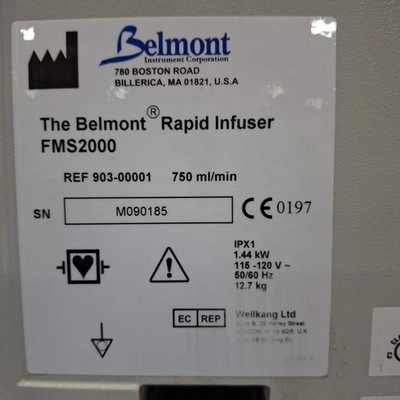 Belmont
Instrument Corporation
780 BOSTON ROAD
BILLERICA, MA 01821, U.S.A
The Belmont® Rapid Infuser
FMS2000
REF 903-00001 750 ml/min
SN M090185 CE 0197
IPX1
1.44 kW
115 -120 V ~
50/60 Hz
12.7 kg
EC REP Wellkang Ltd